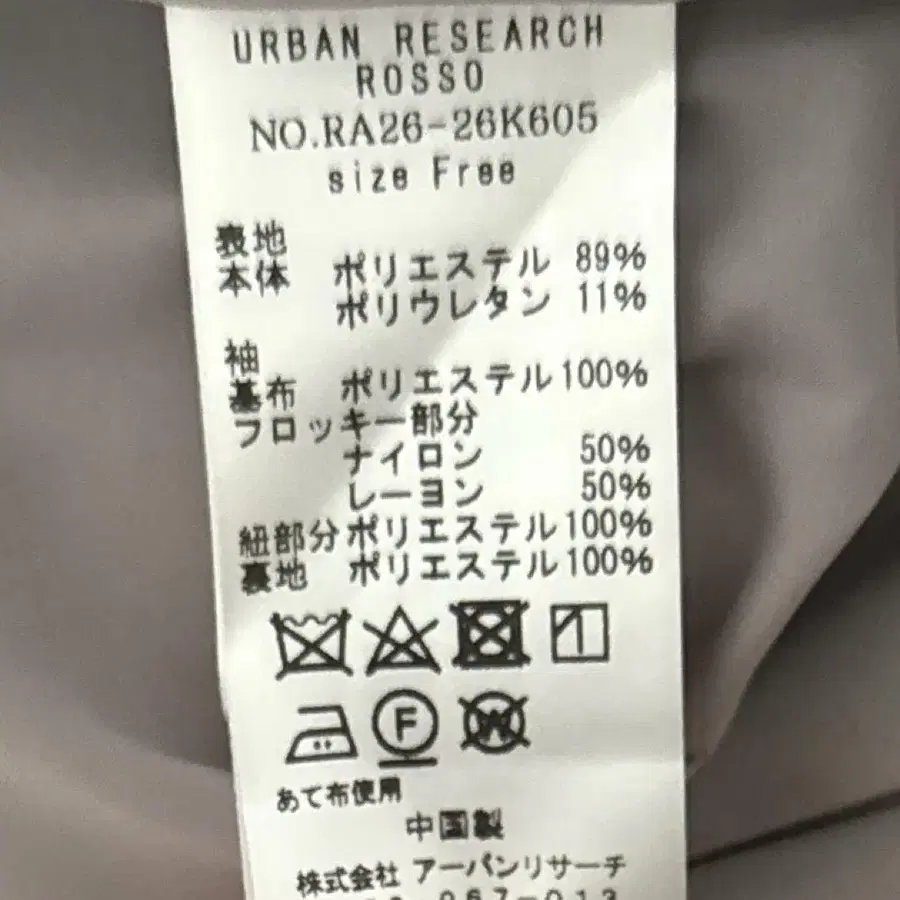 URBAN RESEARCH
ROSSO
NO.RA26-26K605
size Free
表地
本体 ポリエステル 89%
ポリウレタン 11%
袖
基布 ポリエステル100%
フロッキー部分
ナイロン 50%
レーヨン 50%
紐部分 ポリエステル100%
裏地 ポリエステル100%
F W
あて布使用
中国製
株式会社 アーバンリサーチ